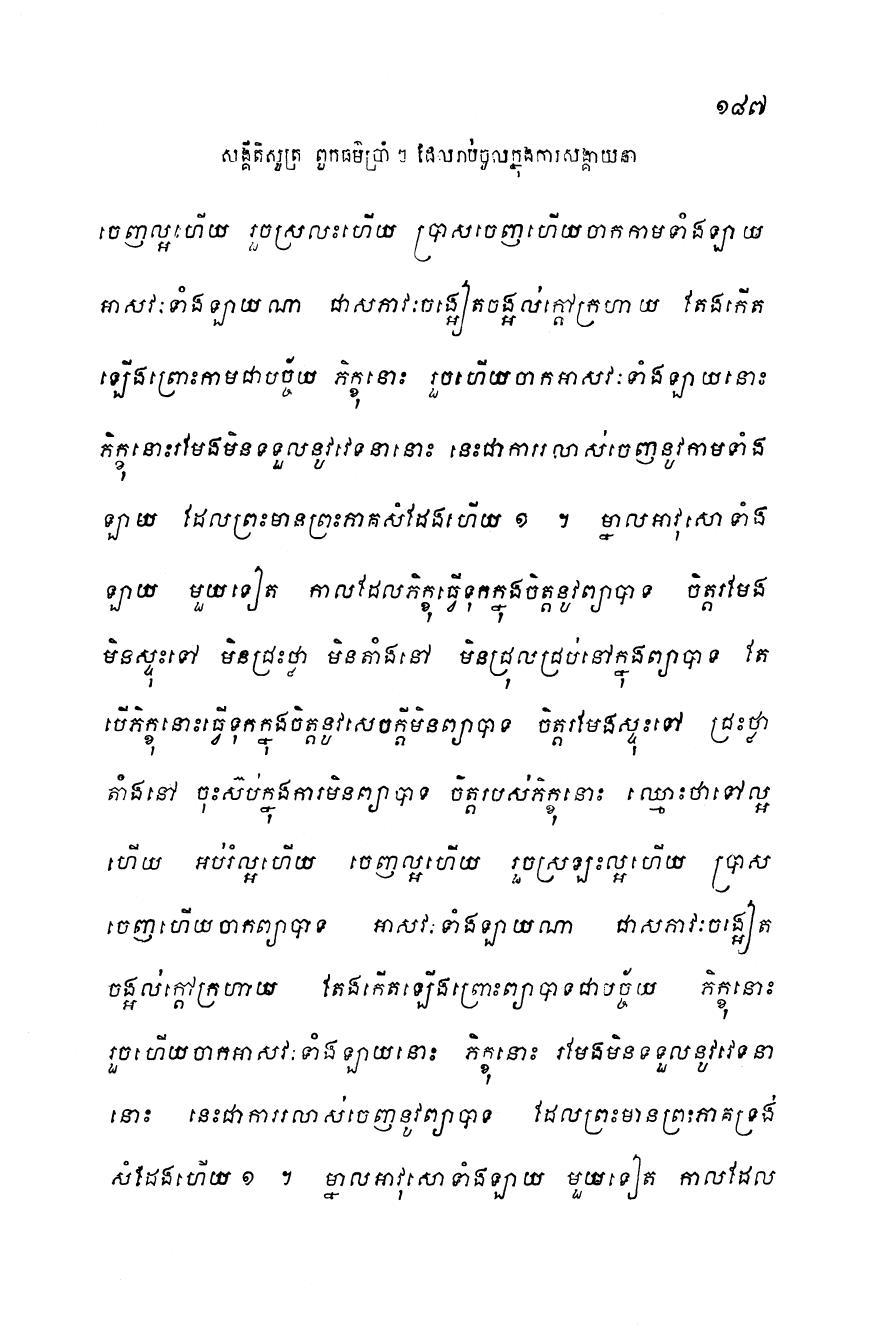 ១៨៧
សង្គីតិសូត្រ ពួកធម៌ប្រាំ ៗ ដែលរាប់ចូលក្នុងការសង្គាយនា
ចេញល្អហើយ រួចស្រលះហើយ ប្រាសចេញហើយចាកកាមទាំងឡាយ
អាសវៈទាំងឡាយណា ជាសភាវៈចង្អៀតចង្អល់ក្តៅក្រហាយ តែងកើត
ឡើងព្រោះកាមជាបច្ច័យ ភិក្ខុនោះ រួចហើយចាកអាសវៈទាំងឡាយនោះ
ភិក្ខុនោះរមែងមិនទទួលនូវវេទនានោះ នេះជាការរលាស់ចេញនូវកាមទាំង
ឡាយ ដែលព្រះមានព្រះភាគសំដែងហើយ ១ ។ ម្នាលអាវុសោទាំង
ឡាយ មួយទៀត កាលដែលភិក្ខុធ្វើទុកក្នុងចិត្តនូវព្យាបាទ ចិត្តរមែង
មិនស្ទុះទៅ មិនជ្រះថ្លា មិនតាំងនៅ មិនជ្រុលជ្រប់នៅក្នុងព្យាបាទ តែ
បើភិក្ខុនោះធ្វើទុកក្នុងចិត្តនូវសេចក្តីមិនព្យាបាទ ចិត្តរមែងស្ទុះទៅ ជ្រះថ្លា
តាំងនៅ ចុះស៊ប់ក្នុងការមិនព្យាបាទ ចិត្តរបស់ភិក្ខុនោះ ឈ្មោះថាទៅល្អ
ហើយ អប់រំល្អហើយ ចេញល្អហើយ រួចស្រឡះល្អហើយ ប្រាស
ចេញហើយចាកព្យាបាទ អាសវៈទាំងឡាយណា ជាសភាវៈចង្អៀត
ចង្អល់ក្តៅក្រហាយ តែងកើតឡើងព្រោះព្យាបាទជាបច្ច័យ ភិក្ខុនោះ
រួចហើយចាកអាសវៈទាំងឡាយនោះ ភិក្ខុនោះ រមែងមិនទទួលនូវវេទនា
នោះ នេះជាការរលាស់ចេញនូវព្យាបាទ ដែលព្រះមានព្រះភាគទ្រង់
សំដែងហើយ ១ ។ ម្នាលអាវុសោទាំងឡាយ មួយទៀត កាលដែល